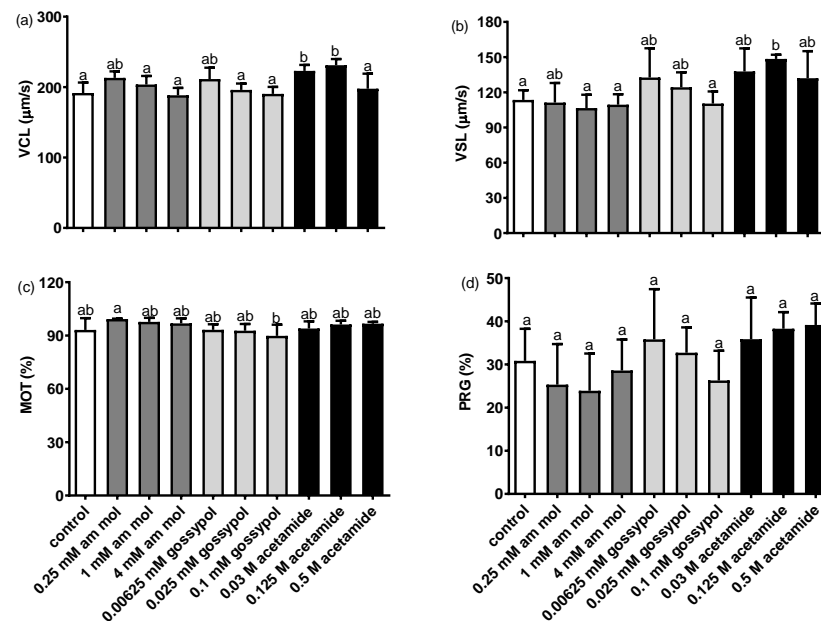 (a)
300
200
100
0
VCL (μm/s)
a ab a a ab a a b b a
(b)
180
150
120
90
60
30
0
VSL (μm/s)
a ab a a ab ab a ab b ab
(c)
120
90
60
30
0
MOT (%)
ab a ab ab ab ab b ab ab ab
control
0.25 mM am mol
1 mM am mol
4 mM am mol
0.00625 mM gossypol
0.025 mM gossypol
0.1 mM gossypol
0.03 M acetamide
0.125 M acetamide
0.5 M acetamide
(d)
50
40
30
20
10
0
PRG (%)
a a a a a a a a a a
control
0.25 mM am mol
1 mM am mol
4 mM am mol
0.00625 mM gossypol
0.025 mM gossypol
0.1 mM gossypol
0.03 M acetamide
0.125 M acetamide
0.5 M acetamide